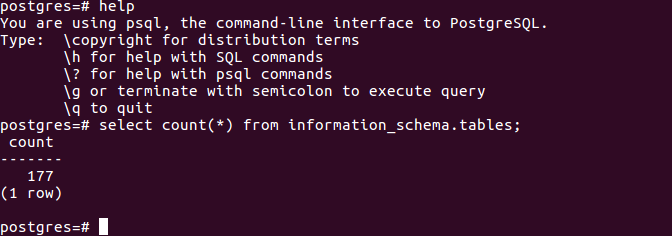 postgres=# help
You are using psql, the command-line interface to PostgreSQL.
Type:  \copyright for distribution terms
       \h for help with SQL commands
       \? for help with psql commands
       \g or terminate with semicolon to execute query
       \q to quit
postgres=# select count(*) from information_schema.tables;
 count
-------
   177
(1 row)

postgres=#